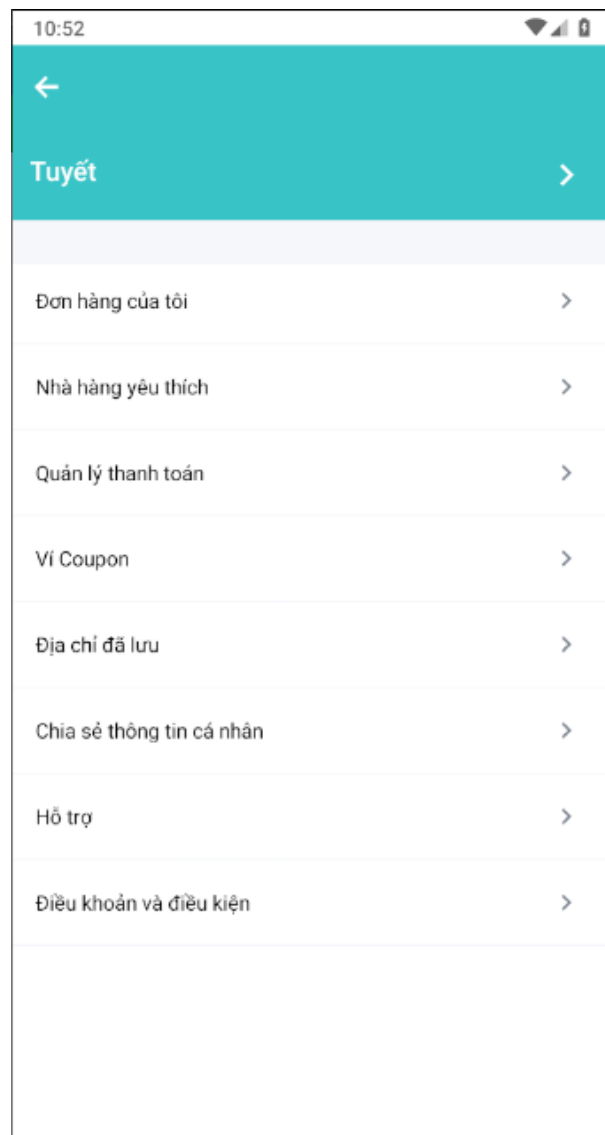 10:52
Tuyết
Đơn hàng của tôi
Nhà hàng yêu thích
Quản lý thanh toán
Ví Coupon
Địa chỉ đã lưu
Chia sẻ thông tin cá nhân
Hỗ trợ
Điều khoản và điều kiện